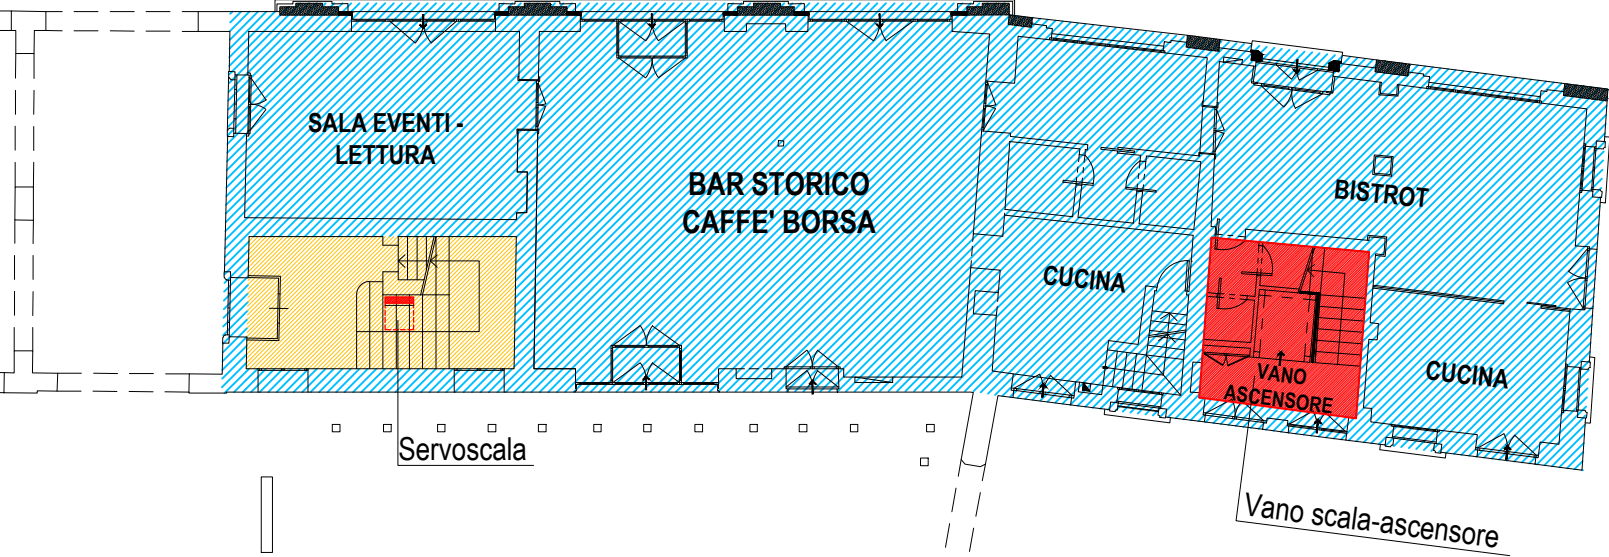 SALA EVENTI -
LETTURA
BAR STORICO
CAFFE' BORSA
BISTROT
CUCINA
VANO
ASCENSORE
CUCINA
Servoscala
Vano scala-ascensore